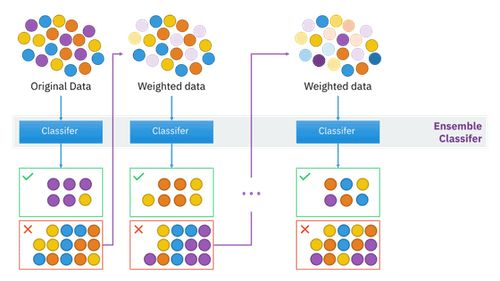 Original Data
Weighted data
Weighted data
Classifer
Classifer
Classifer
Ensemble
Classifer